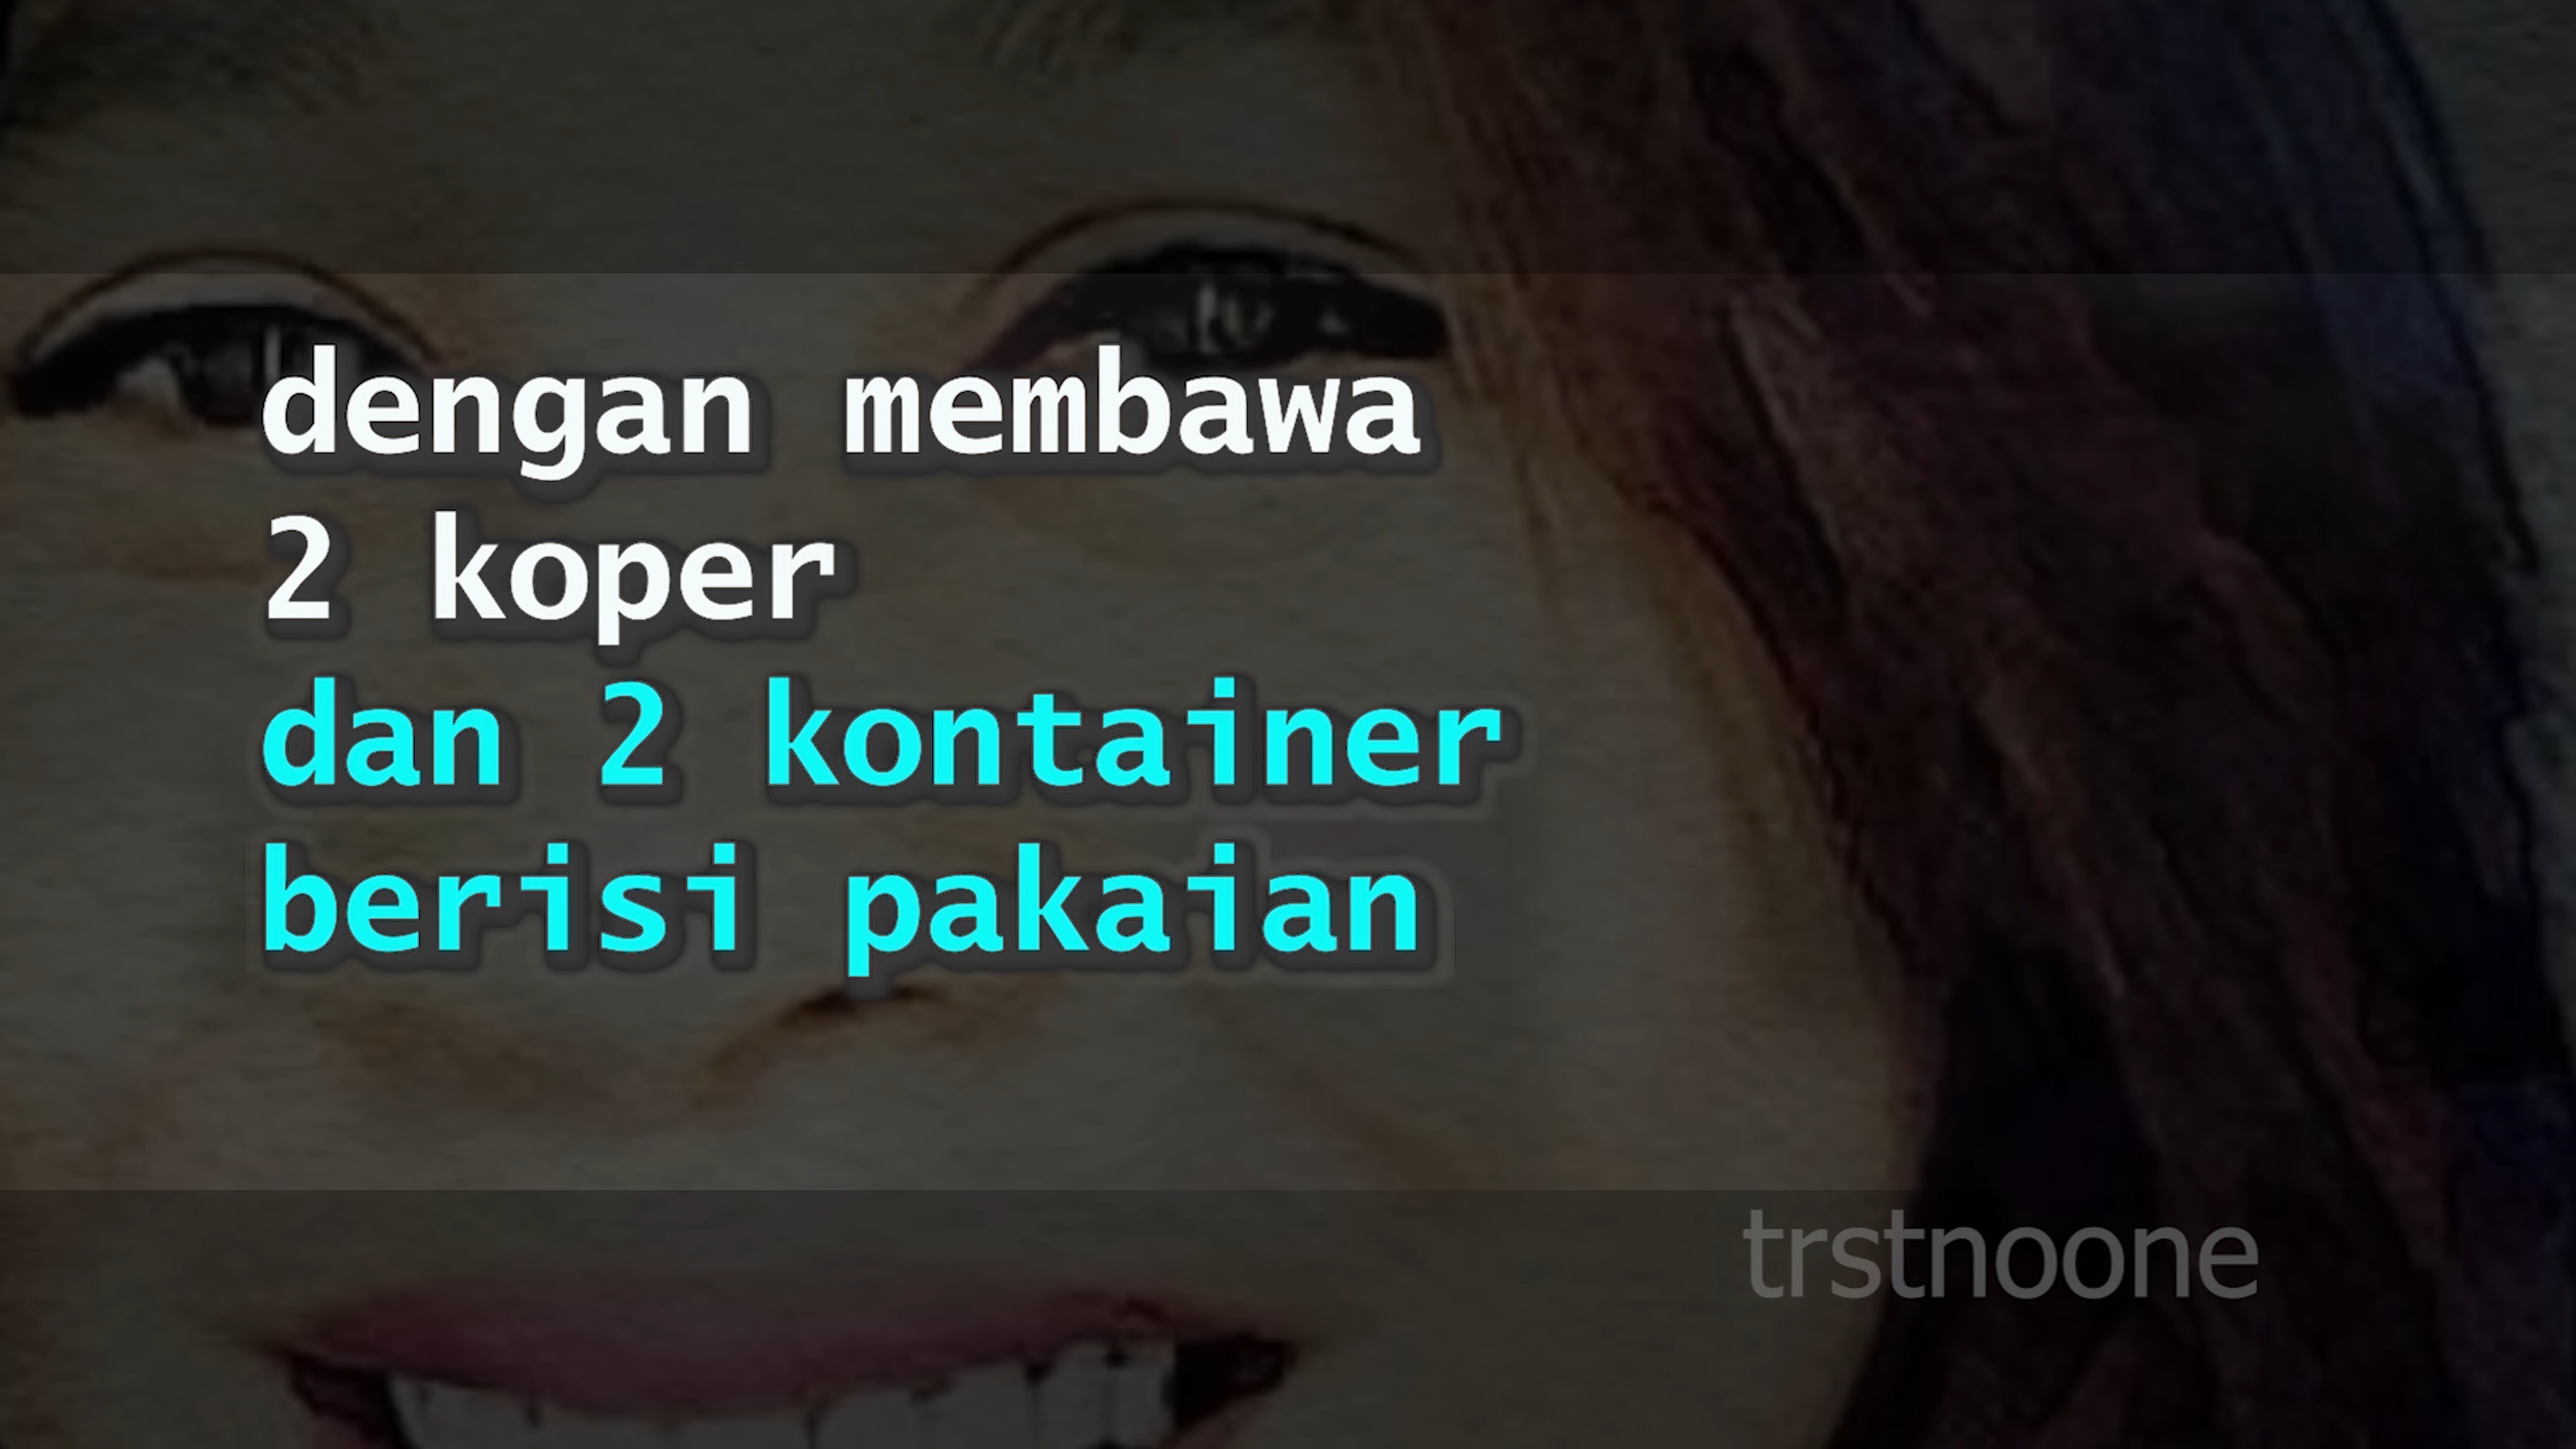 dengan membawa
2 koper
dan 2 kontainer
berisi pakaian
trstnoone